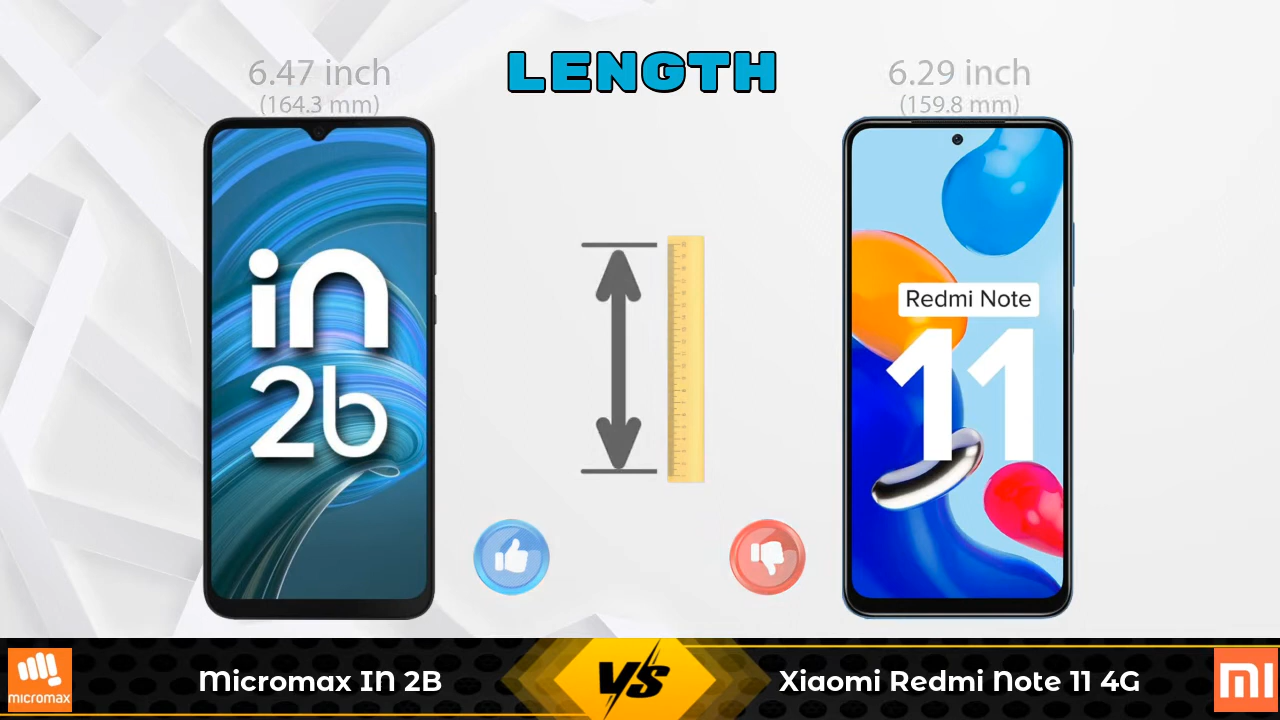 LENGTH
6.47 inch
(164.3 mm)
6.29 inch
(159.8 mm)
in
2b
Redmi Note
11
micromax
Micromax IN 2B
VS
Xiaomi Redmi Note 11 4G
MI